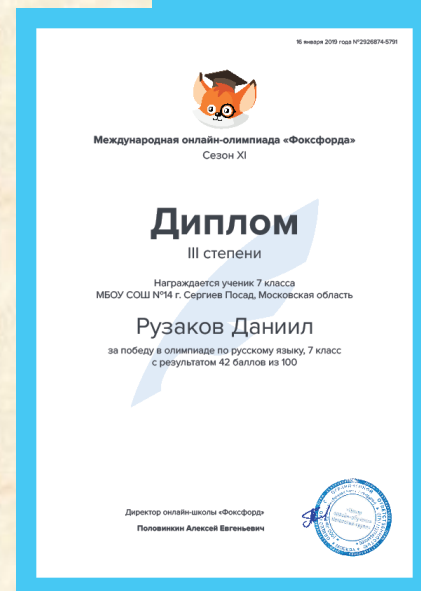 16 января 2019 года №2926874-5791
Международная онлайн-олимпиада «Фоксфорда»
Сезон XI
Диплом
III степени
Награждается ученик 7 класса
МБОУ СОШ №14 г. Сергиев Посад, Московская область
Рузаков Даниил
за победу в олимпиаде по русскому языку, 7 класс
с результатом 42 баллов из 100
Директор онлайн-школы «Фоксфорд»
Половинкин Алексей Евгеньевич